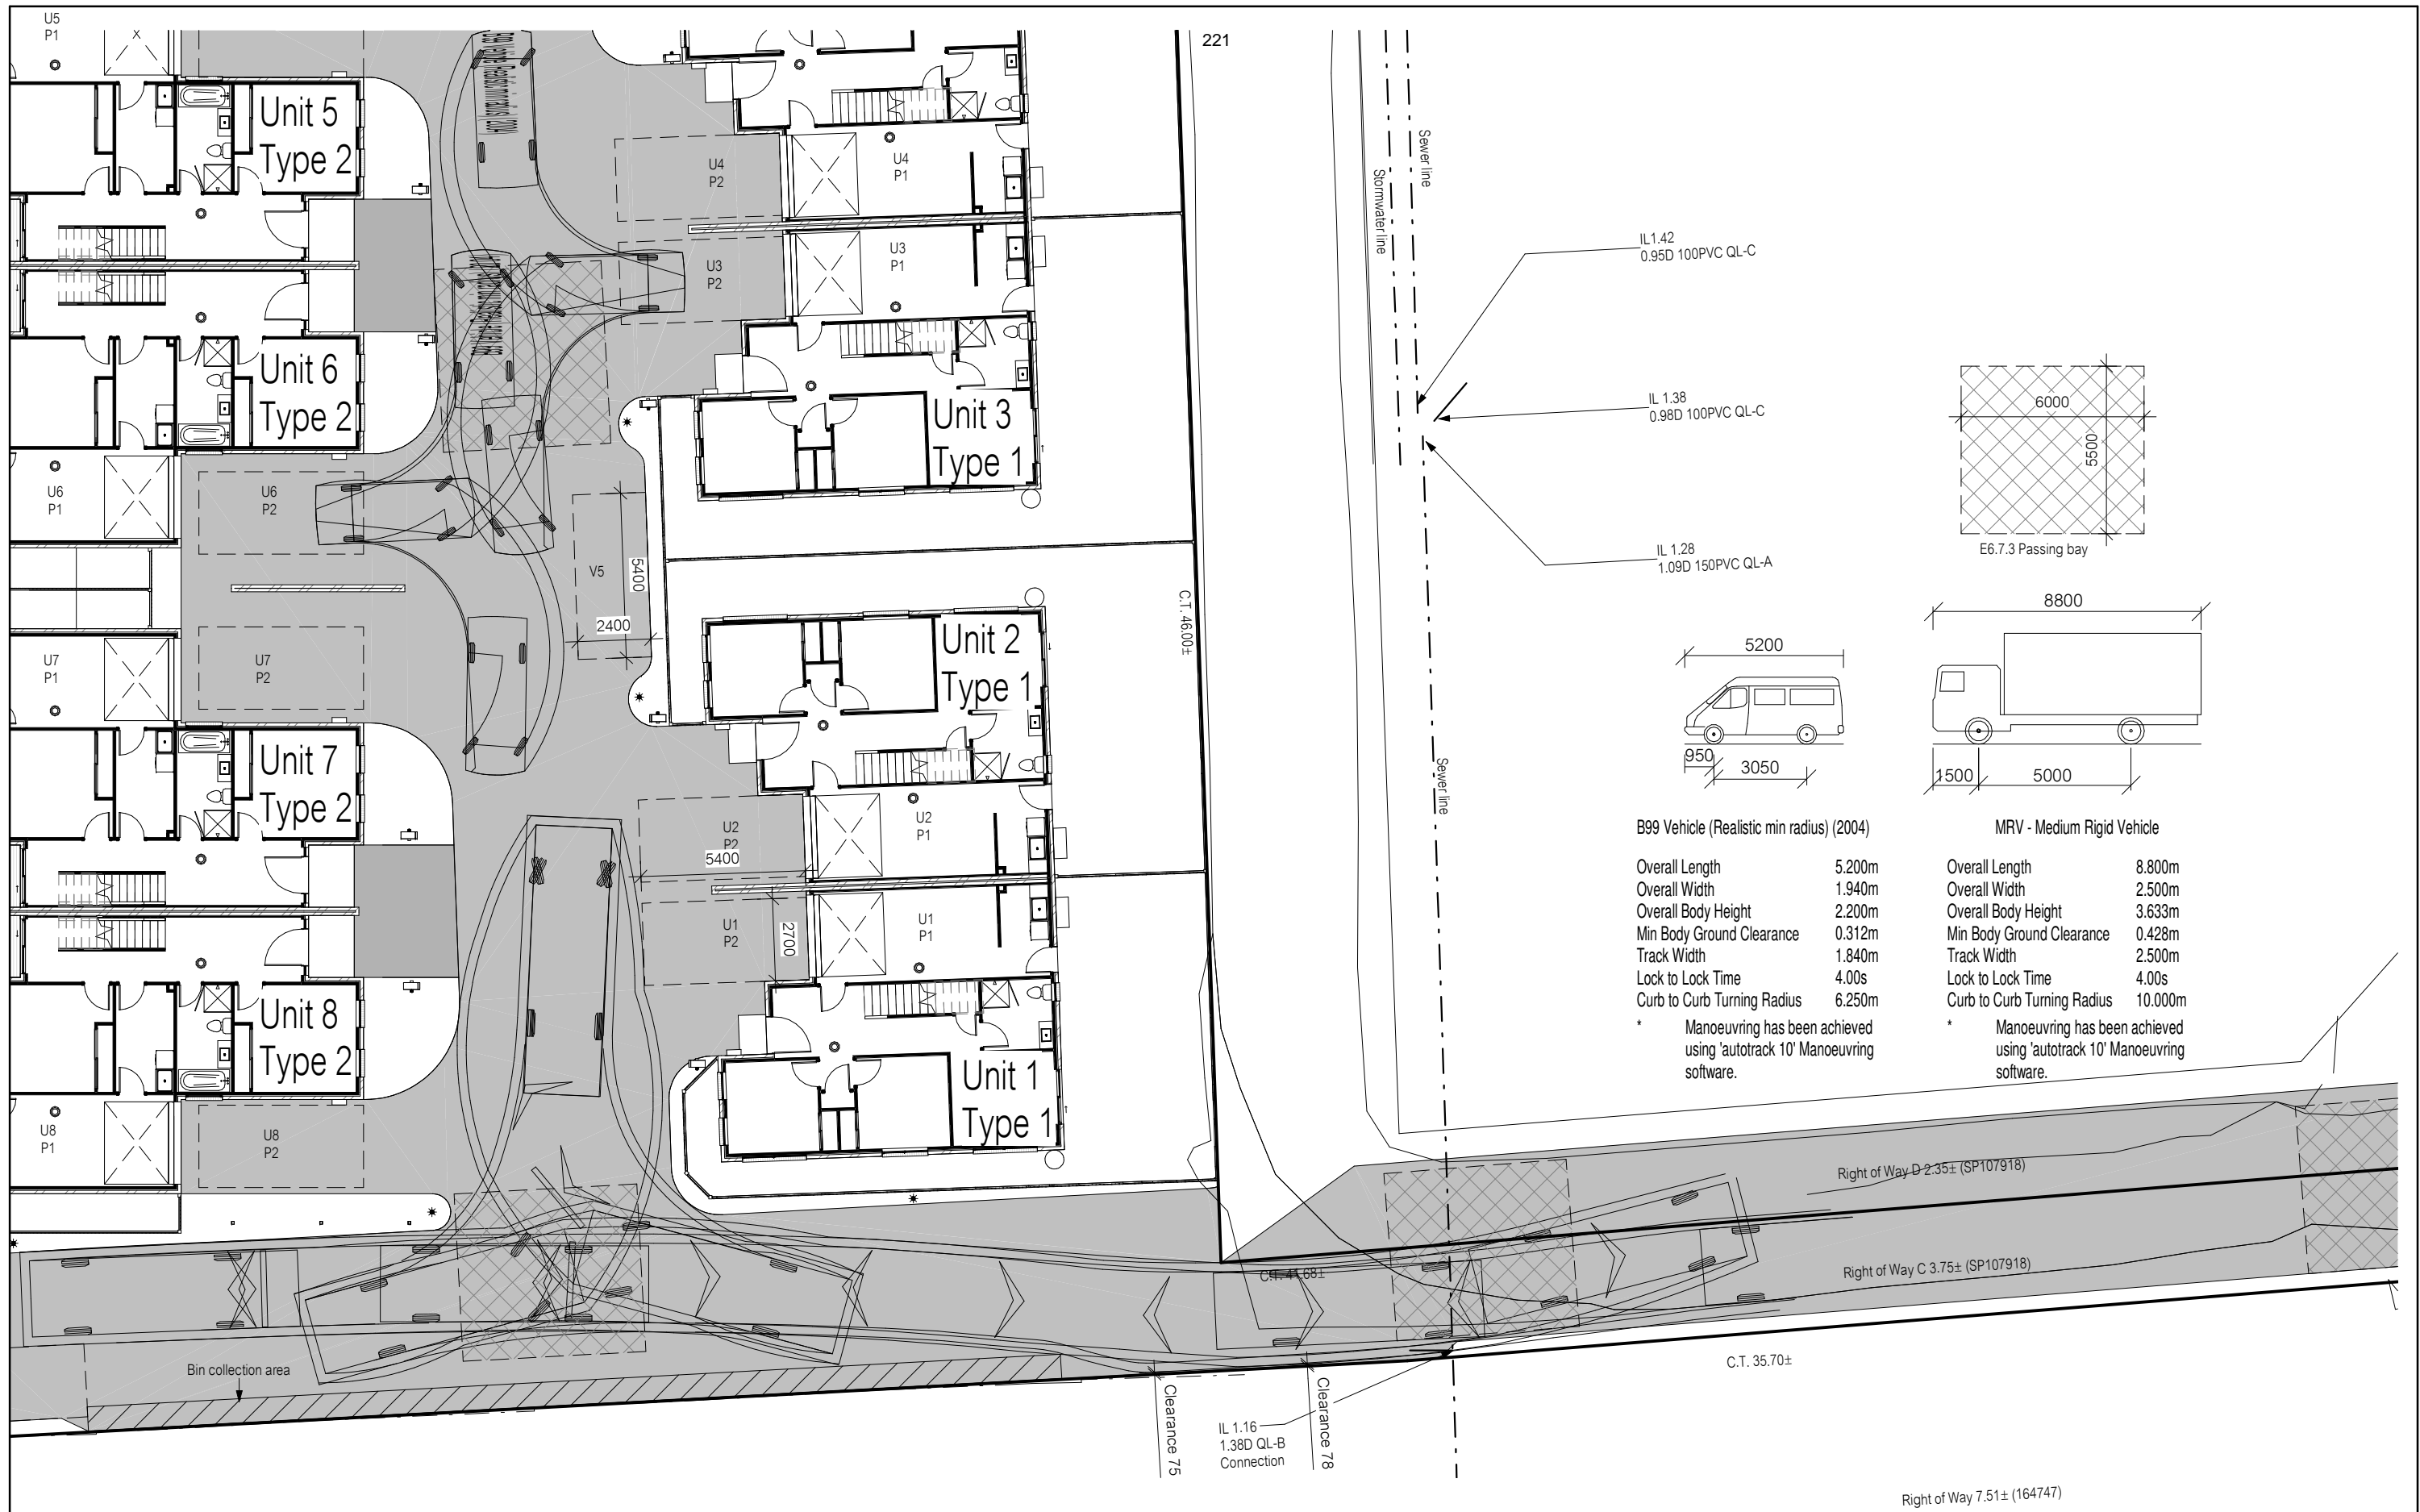 U5
P1
X
221
Unit 5
Type 2
U4
P2
U4
P1
Sewer line
Stormwater line
U3
P2
U3
P1
IL1.42
0.95D 100PVC QL-C
Unit 6
Type 2
Unit 3
Type 1
IL 1.38
0.98D 100PVC QL-C
6000
5500
E6.7.3 Passing bay
U6
P1
U6
P2
V5
5400
2400
IL 1.28
1.09D 150PVC QL-A
C.T. 46.00±
U7
P1
U7
P2
Unit 2
Type 1
5200
950
3050
8800
1500
5000
Unit 7
Type 2
Sewer line
U2
P2
5400
U2
P1
U1
P2
2700
U1
P1
B99 Vehicle (Realistic min radius) (2004)
Overall Length 5.200m
Overall Width 1.940m
Overall Body Height 2.200m
Min Body Ground Clearance 0.312m
Track Width 1.840m
Lock to Lock Time 4.00s
Curb to Curb Turning Radius 6.250m
* Manoeuvring has been achieved
using 'autotrack 10' Manoeuvring
software.
MRV - Medium Rigid Vehicle
Overall Length 8.800m
Overall Width 2.500m
Overall Body Height 3.633m
Min Body Ground Clearance 0.428m
Track Width 2.500m
Lock to Lock Time 4.00s
Curb to Curb Turning Radius 10.000m
* Manoeuvring has been achieved
using 'autotrack 10' Manoeuvring
software.
Unit 8
Type 2
Unit 1
Type 1
U8
P1
U8
P2
Right of Way D 2.35± (SP107918)
Right of Way C 3.75± (SP107918)
C.T. 41.68±
C.T. 35.70±
Bin collection area
Clearance 75
Clearance 78
IL 1.16
1.38D QL-B
Connection
Right of Way 7.51± (164747)